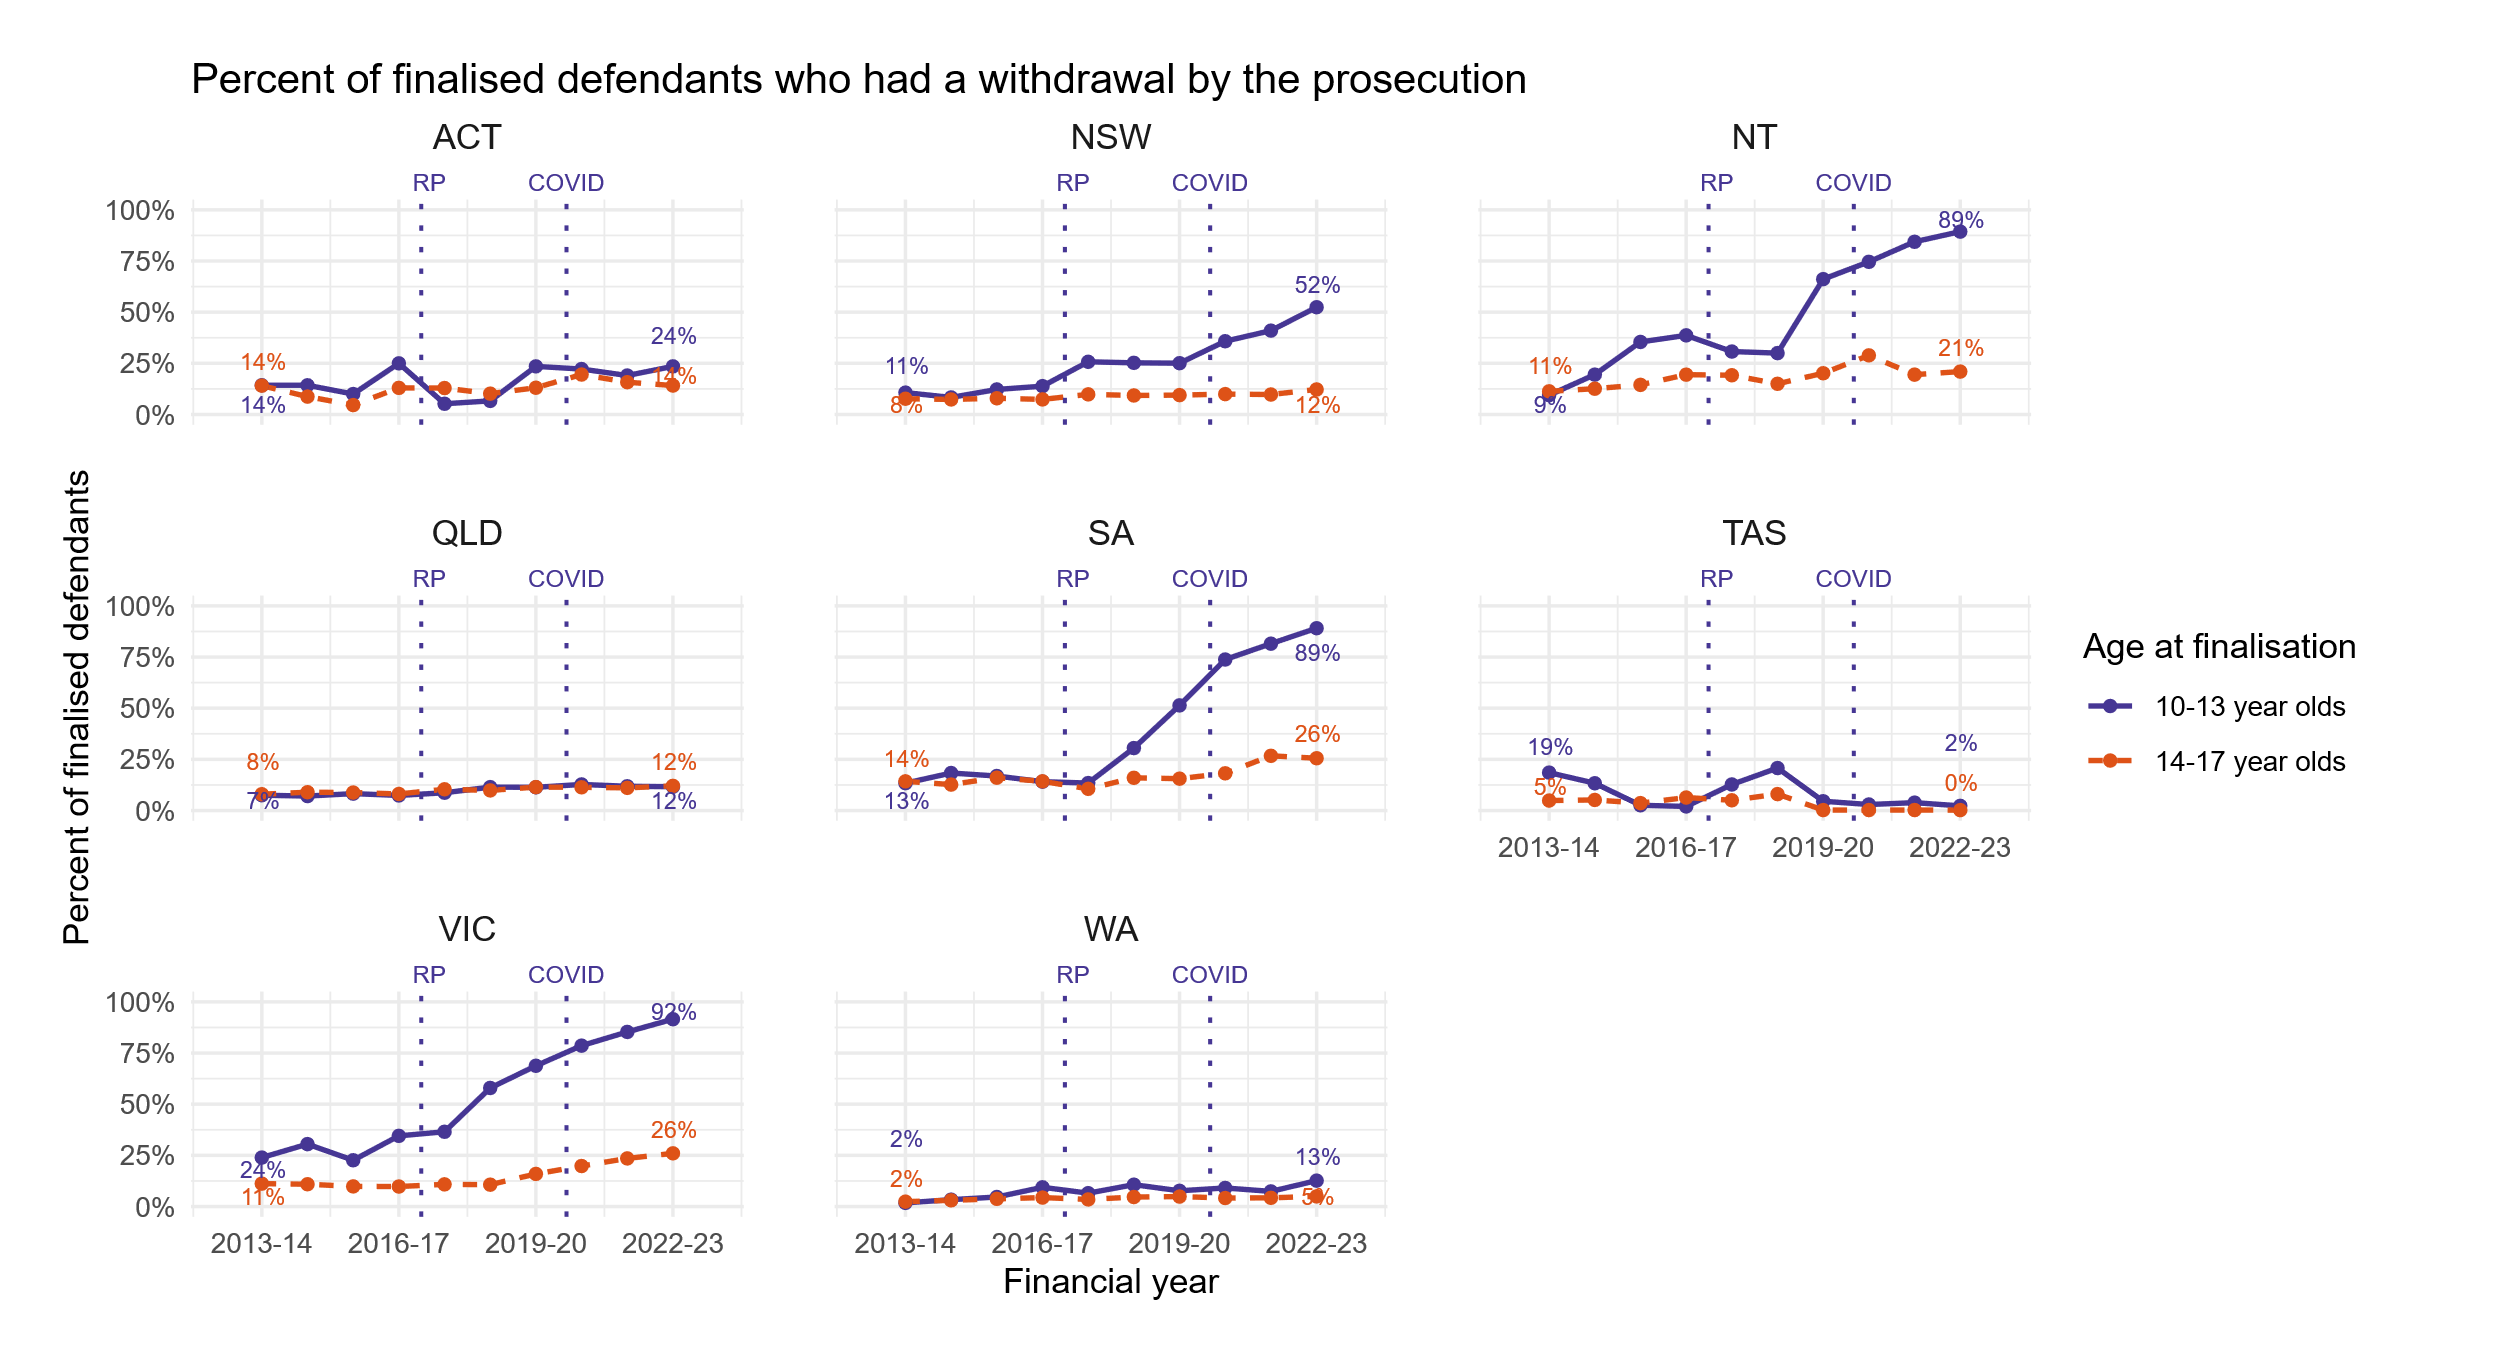 Percent of finalised defendants who had a withdrawal by the prosecution
ACT
NSW
NT
RP COVID
RP COVID
RP COVID
100%
75%
50%
25%
0%
14%
14%
24%
14%
11%
8%
52%
12%
11%
9%
89%
21%
Percent of finalised defendants
QLD
SA
TAS
RP COVID
RP COVID
RP COVID
100%
75%
50%
25%
0%
8%
7%
12%
12%
14%
13%
89%
26%
19%
5%
2%
0%
2013-14 2016-17 2019-20 2022-23
Age at finalisation
10-13 year olds
14-17 year olds
VIC
WA
RP COVID
RP COVID
100%
75%
50%
25%
0%
24%
11%
92%
26%
2%
2%
13%
5%
2013-14 2016-17 2019-20 2022-23
2013-14 2016-17 2019-20 2022-23
Financial year